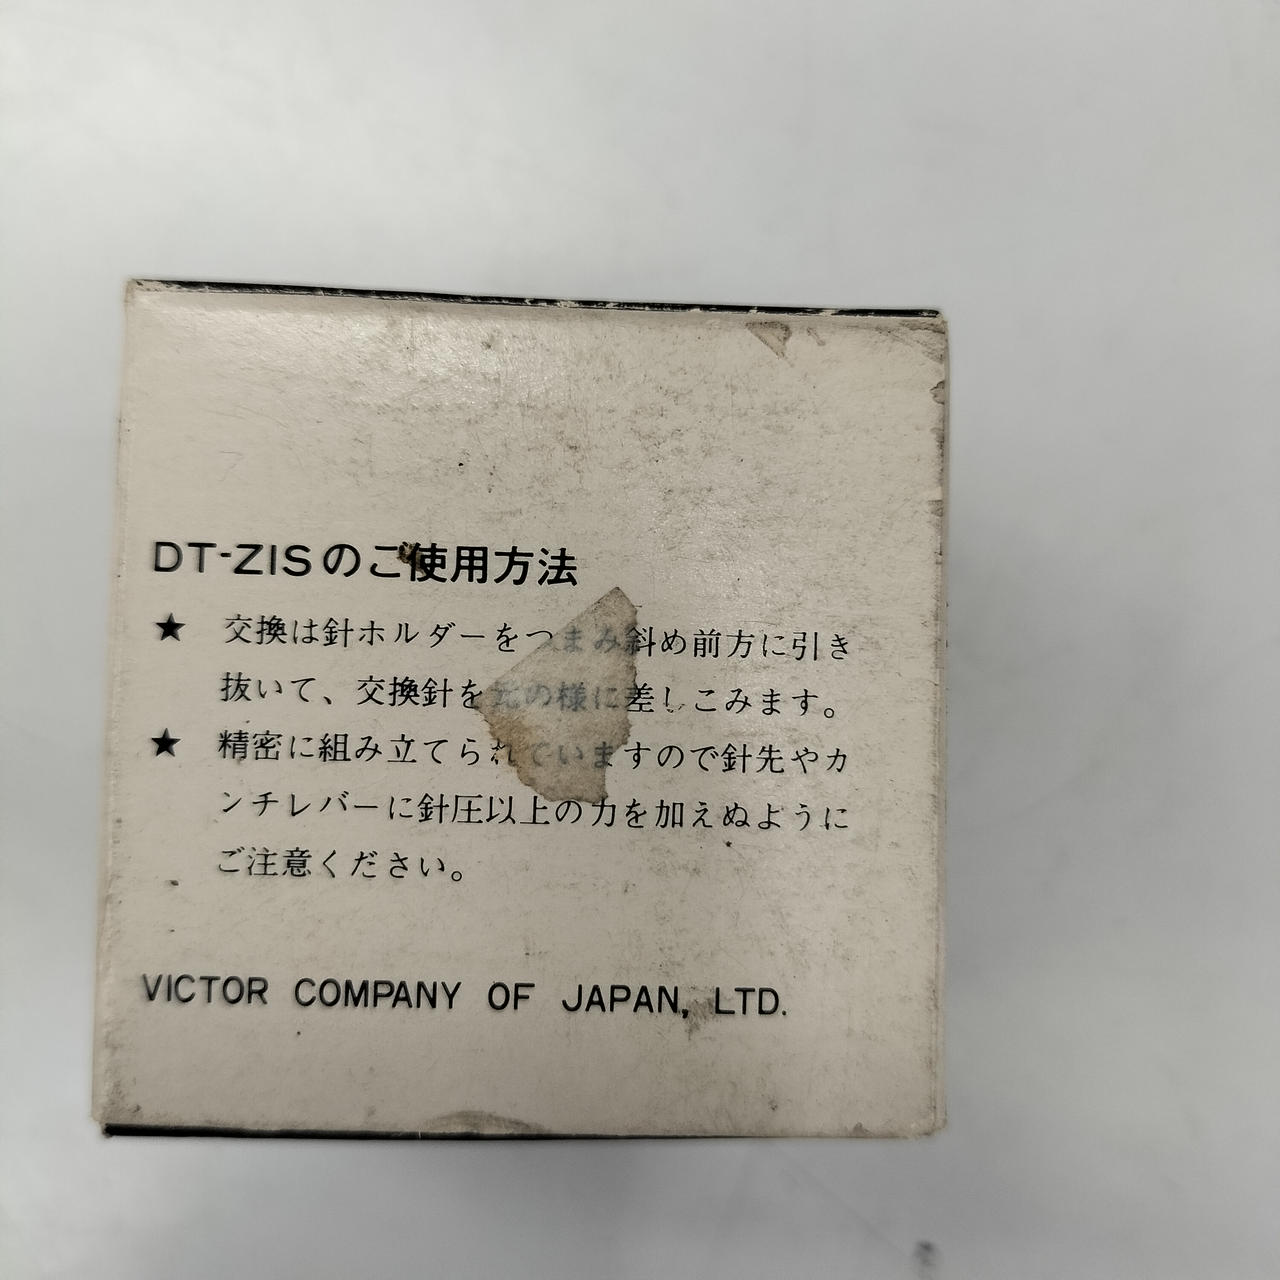 DT-Z1Sのご使用方法
★ 交換は針ホルダーをつまみ斜め前方に引き
抜いて、交換針を元の様に差しこみます。
★ 精密に組み立てられていますので針先やカ
ンチレバーに針圧以上の力を加えぬように
ご注意ください。
VICTOR COMPANY OF JAPAN, LTD.